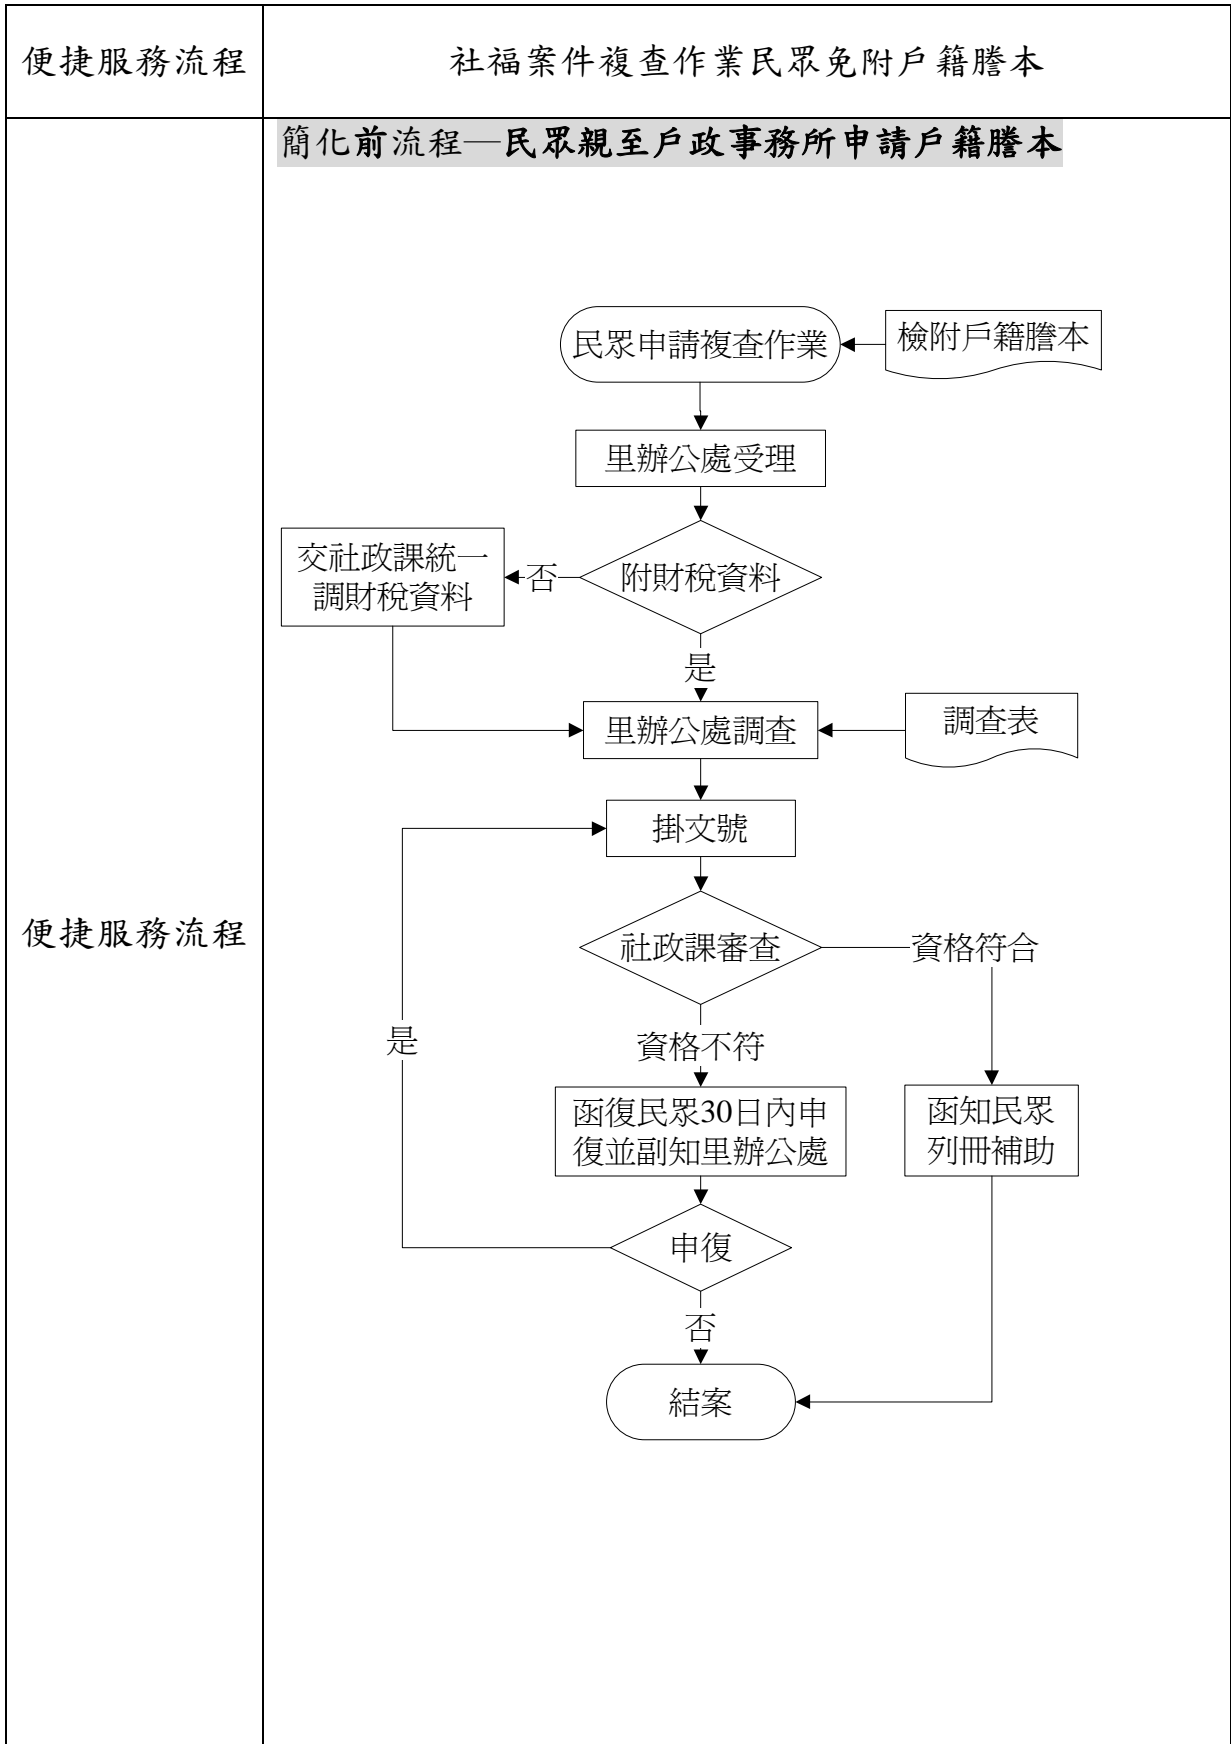 便捷服務流程
社福案件複查作業民眾免附戶籍謄本
便捷服務流程
簡化前流程—民眾親至戶政事務所申請戶籍謄本
民眾申請複查作業
檢附戶籍謄本
里辦公處受理
附財稅資料
否
交社政課統一
調財稅資料
是
里辦公處調查
調查表
掛文號
社政課審查
資格符合
資格不符
是
函復民眾30日內申
復並副知里辦公處
函知民眾
列冊補助
申復
否
結案